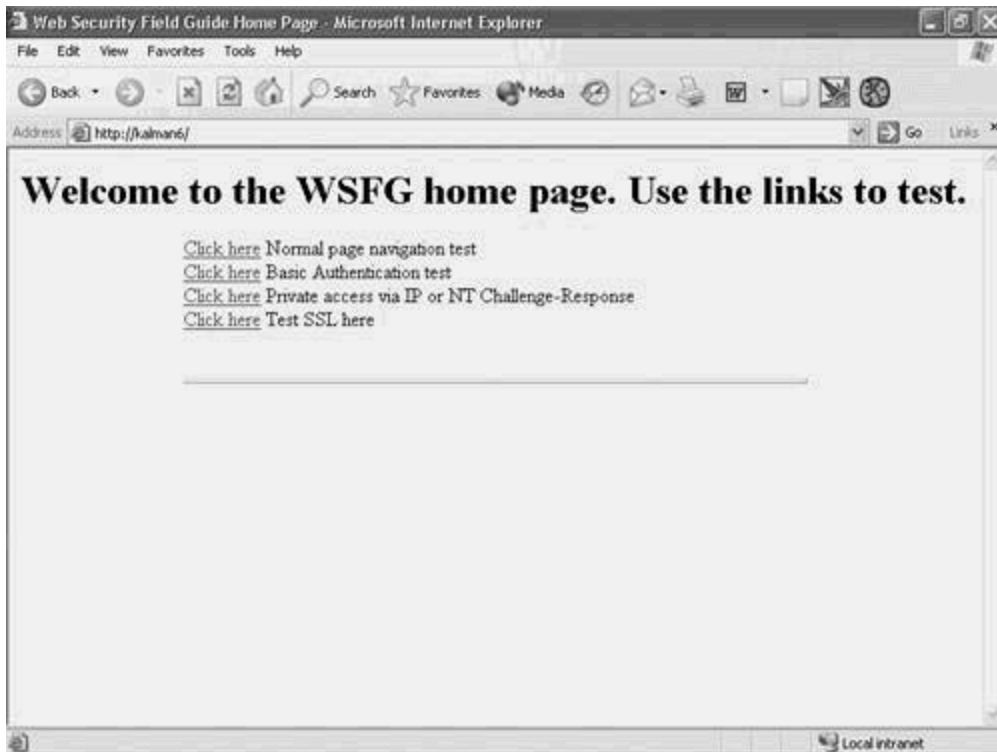 Web Security Field Guide Home Page - Microsoft Internet Explorer
File Edit View Favorites Tools Help
Back Search Favorites Media
Address http://kalman6/ Go Links
Welcome to the WSFG home page. Use the links to test.
Click here Normal page navigation test
Click here Basic Authentication test
Click here Private access via IP or NT Challenge-Response
Click here Test SSL here
Local intranet